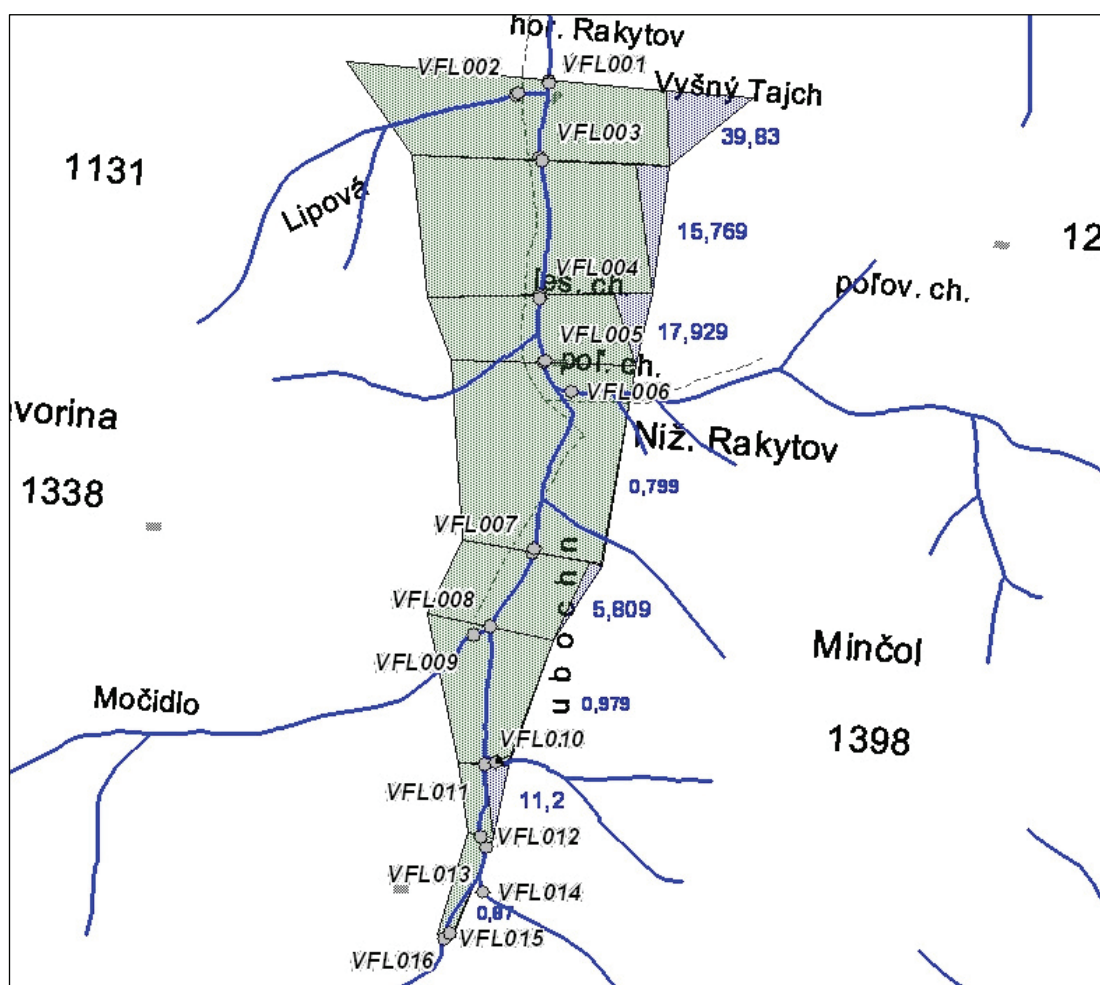 hor. Rakytov
VFL002
VFL001
Vyšný Tajch
VFL003
39,83
1131
Lipová
15,769
12
VFL004
les. ch.
poľov. ch.
VFL005
17,929
poľ. ch.
VFL006
vorina
Niž. Rakytov
1338
0,799
VFL007
u b o c h n
VFL008
5,809
VFL009
Minčol
Močidlo
0,979
1398
VFL010
VFL011
11,2
VFL012
VFL013
VFL014
0,87
VFL015
VFL016